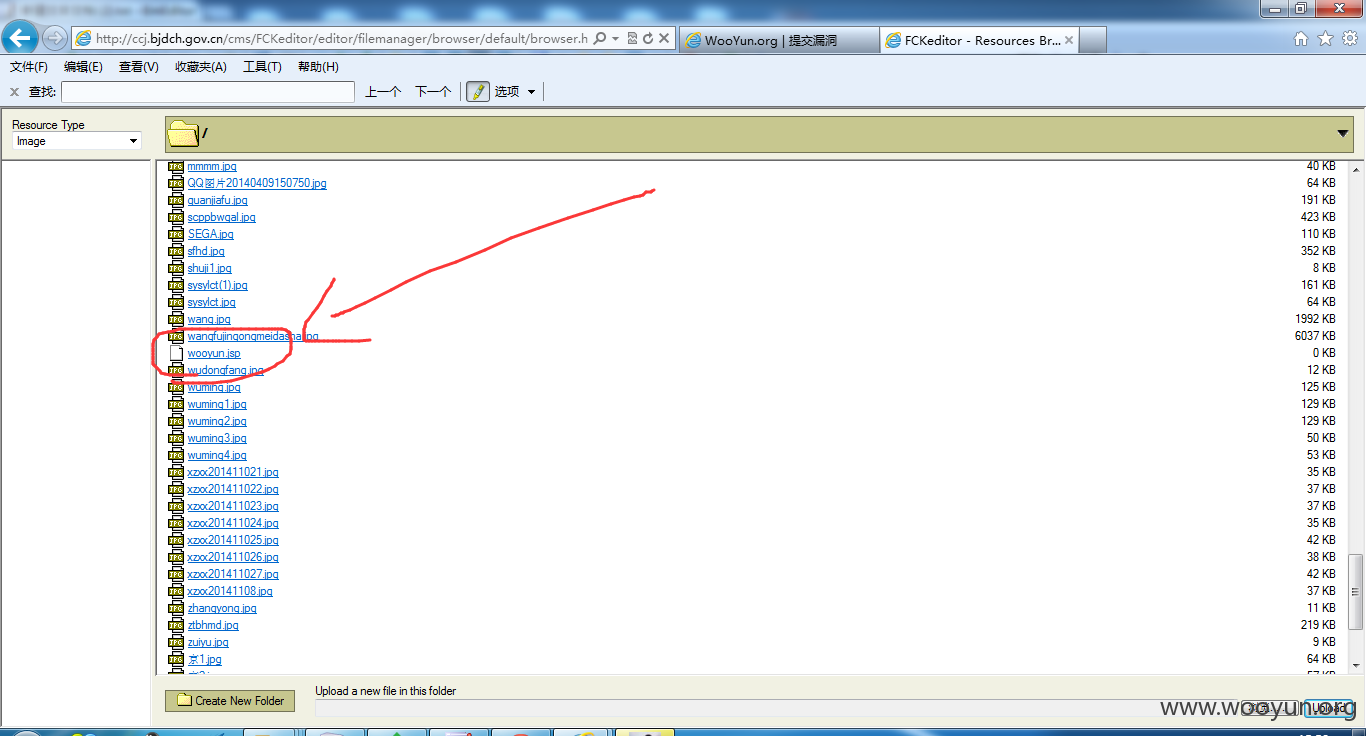 http://ccj.bjdch.gov.cn/cms/FCKeditor/editor/filemanager/browser/default/browser.h
WooYun.org | 提交漏洞
FCKeditor - Resources Br...
文件(F) 编辑(E) 查看(V) 收藏夹(A) 工具(T) 帮助(H)
查找: 上一个 下一个 选项
Resource Type
Image
/
mmmm.jpg 40 KB
QQ图片20140409150750.jpg 64 KB
quanjiafu.jpg 191 KB
scppbwgal.jpg 423 KB
SEGA.jpg 110 KB
sfhd.jpg 352 KB
shuji1.jpg 8 KB
sysylct(1).jpg 161 KB
sysylct.jpg 64 KB
wang.jpg 1992 KB
wangfujingongmeidasha.jpg 6037 KB
wooyun.jsp 0 KB
wudongfang.jpg 12 KB
wuming.jpg 125 KB
wuming1.jpg 129 KB
wuming2.jpg 129 KB
wuming3.jpg 50 KB
wuming4.jpg 53 KB
xzxx201411021.jpg 35 KB
xzxx201411022.jpg 37 KB
xzxx201411023.jpg 37 KB
xzxx201411024.jpg 35 KB
xzxx201411025.jpg 42 KB
xzxx201411026.jpg 38 KB
xzxx201411027.jpg 42 KB
xzxx20141108.jpg 37 KB
zhangyong.jpg 11 KB
ztbhmd.jpg 219 KB
zuiyu.jpg 9 KB
京1.jpg 64 KB
Create New Folder
Upload a new file in this folder
Upload
www.wooyun.org